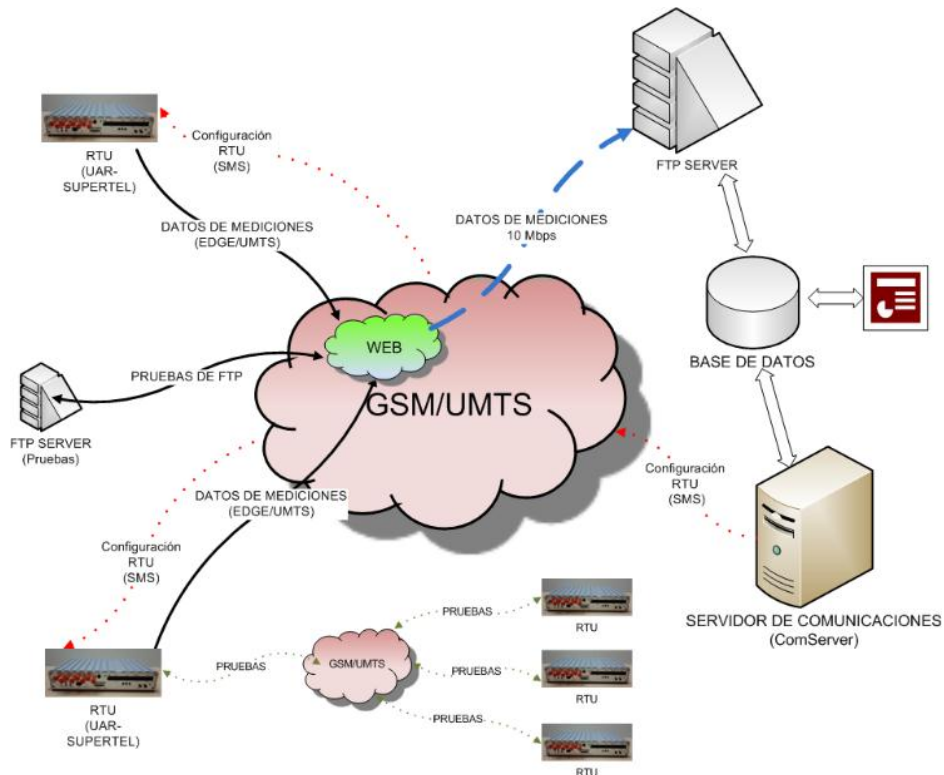 FTP SERVER
RTU
(UAR-
SUPERTEL)
Configuración
RTU
(SMS)
DATOS DE MEDICIONES
(EDGE/UMTS)
DATOS DE MEDICIONES
10 Mbps
WEB
BASE DE DATOS
PRUEBAS DE FTP
GSM/UMTS
FTP SERVER
(Pruebas)
DATOS DE MEDICIONES
(EDGE/UMTS)
Configuración
RTU
(SMS)
Configuración
RTU
(SMS)
SERVIDOR DE COMUNICACIONES
(ComServer)
PRUEBAS
RTU
PRUEBAS
GSM/UMTS
PRUEBAS
RTU
RTU
(UAR-
SUPERTEL)
PRUEBAS
RTU